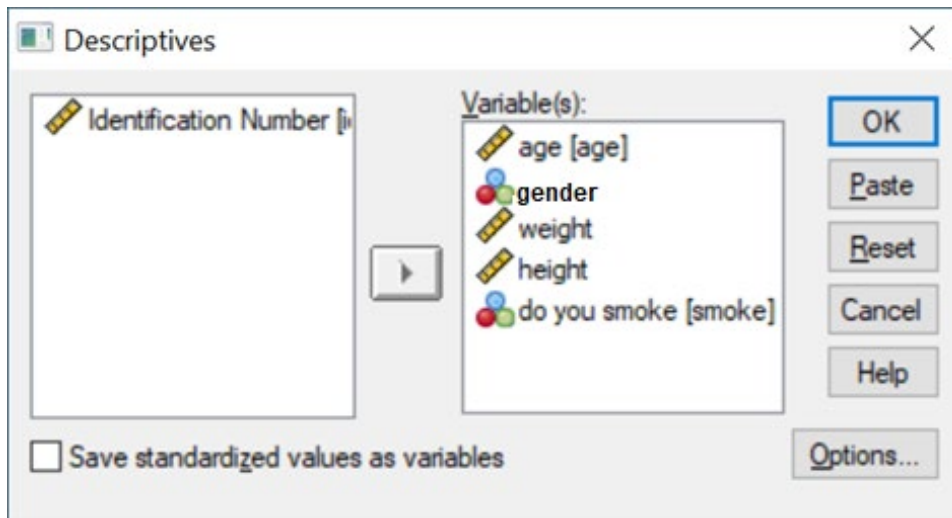 Descriptives
Identification Number [i
Variable(s):
age [age]
gender
weight
height
do you smoke [smoke]
OK
Paste
Reset
Cancel
Help
Save standardized values as variables
Options...